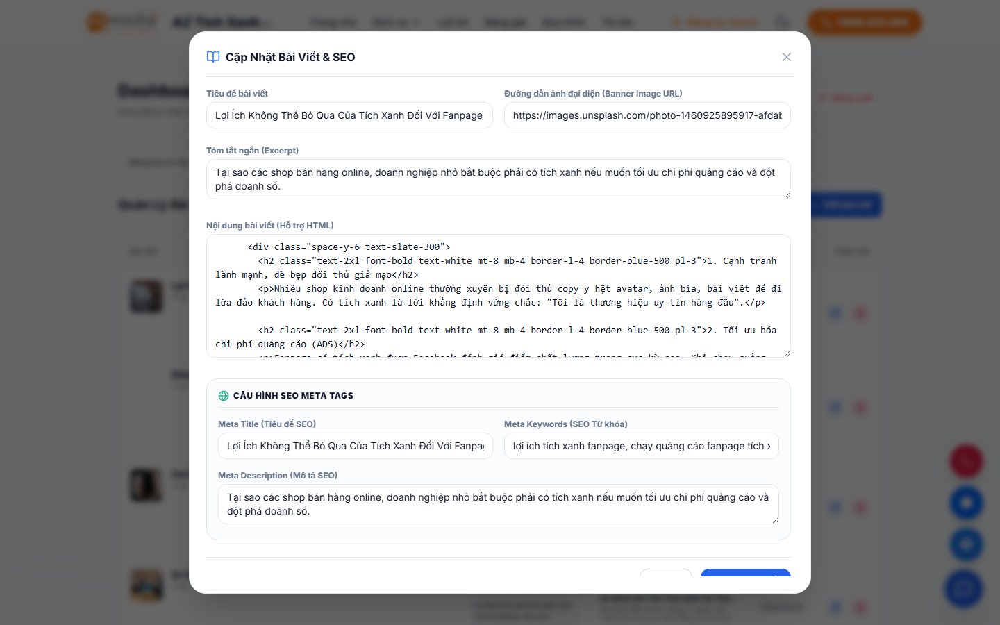 Cập Nhật Bài Viết & SEO
Tiêu đề bài viết
Đường dẫn ảnh đại diện (Banner Image URL)
Lợi Ích Không Thể Bỏ Qua Của Tích Xanh Đối Với Fanpage
https://images.unsplash.com/photo-1460925895917-afdab
Tóm tắt ngắn (Excerpt)
Tại sao các shop bán hàng online, doanh nghiệp nhỏ bắt buộc phải có tích xanh nếu muốn tối ưu chi phí quảng cáo và đột
phá doanh số.
Nội dung bài viết (Hỗ trợ HTML)
<div class="space-y-6 text-slate-300">
<h2 class="text-2xl font-bold text-white mt-8 mb-4 border-l-4 border-blue-500 pl-3">1. Cạnh tranh
lành mạnh, đè bẹp đối thủ giả mạo</h2>
<p>Nhiều shop kinh doanh online thường xuyên bị đối thủ copy y hệt avatar, ảnh bìa, bài viết để đi
lừa đảo khách hàng. Có tích xanh là lời khẳng định vững chắc: "Tôi là thương hiệu uy tín hàng đầu".</p>
<h2 class="text-2xl font-bold text-white mt-8 mb-4 border-l-4 border-blue-500 pl-3">2. Tối ưu hóa
chi phí quảng cáo (ADS)</h2>
CẤU HÌNH SEO META TAGS
Meta Title (Tiêu đề SEO)
Meta Keywords (SEO Từ khóa)
Lợi Ích Không Thể Bỏ Qua Của Tích Xanh Đối Với Fanpa
lợi ích tích xanh fanpage, chạy quảng cáo fanpage tích
Meta Description (Mô tả SEO)
Tại sao các shop bán hàng online, doanh nghiệp nhỏ bắt buộc phải có tích xanh nếu muốn tối ưu chi phí quảng cáo và
đột phá doanh số.